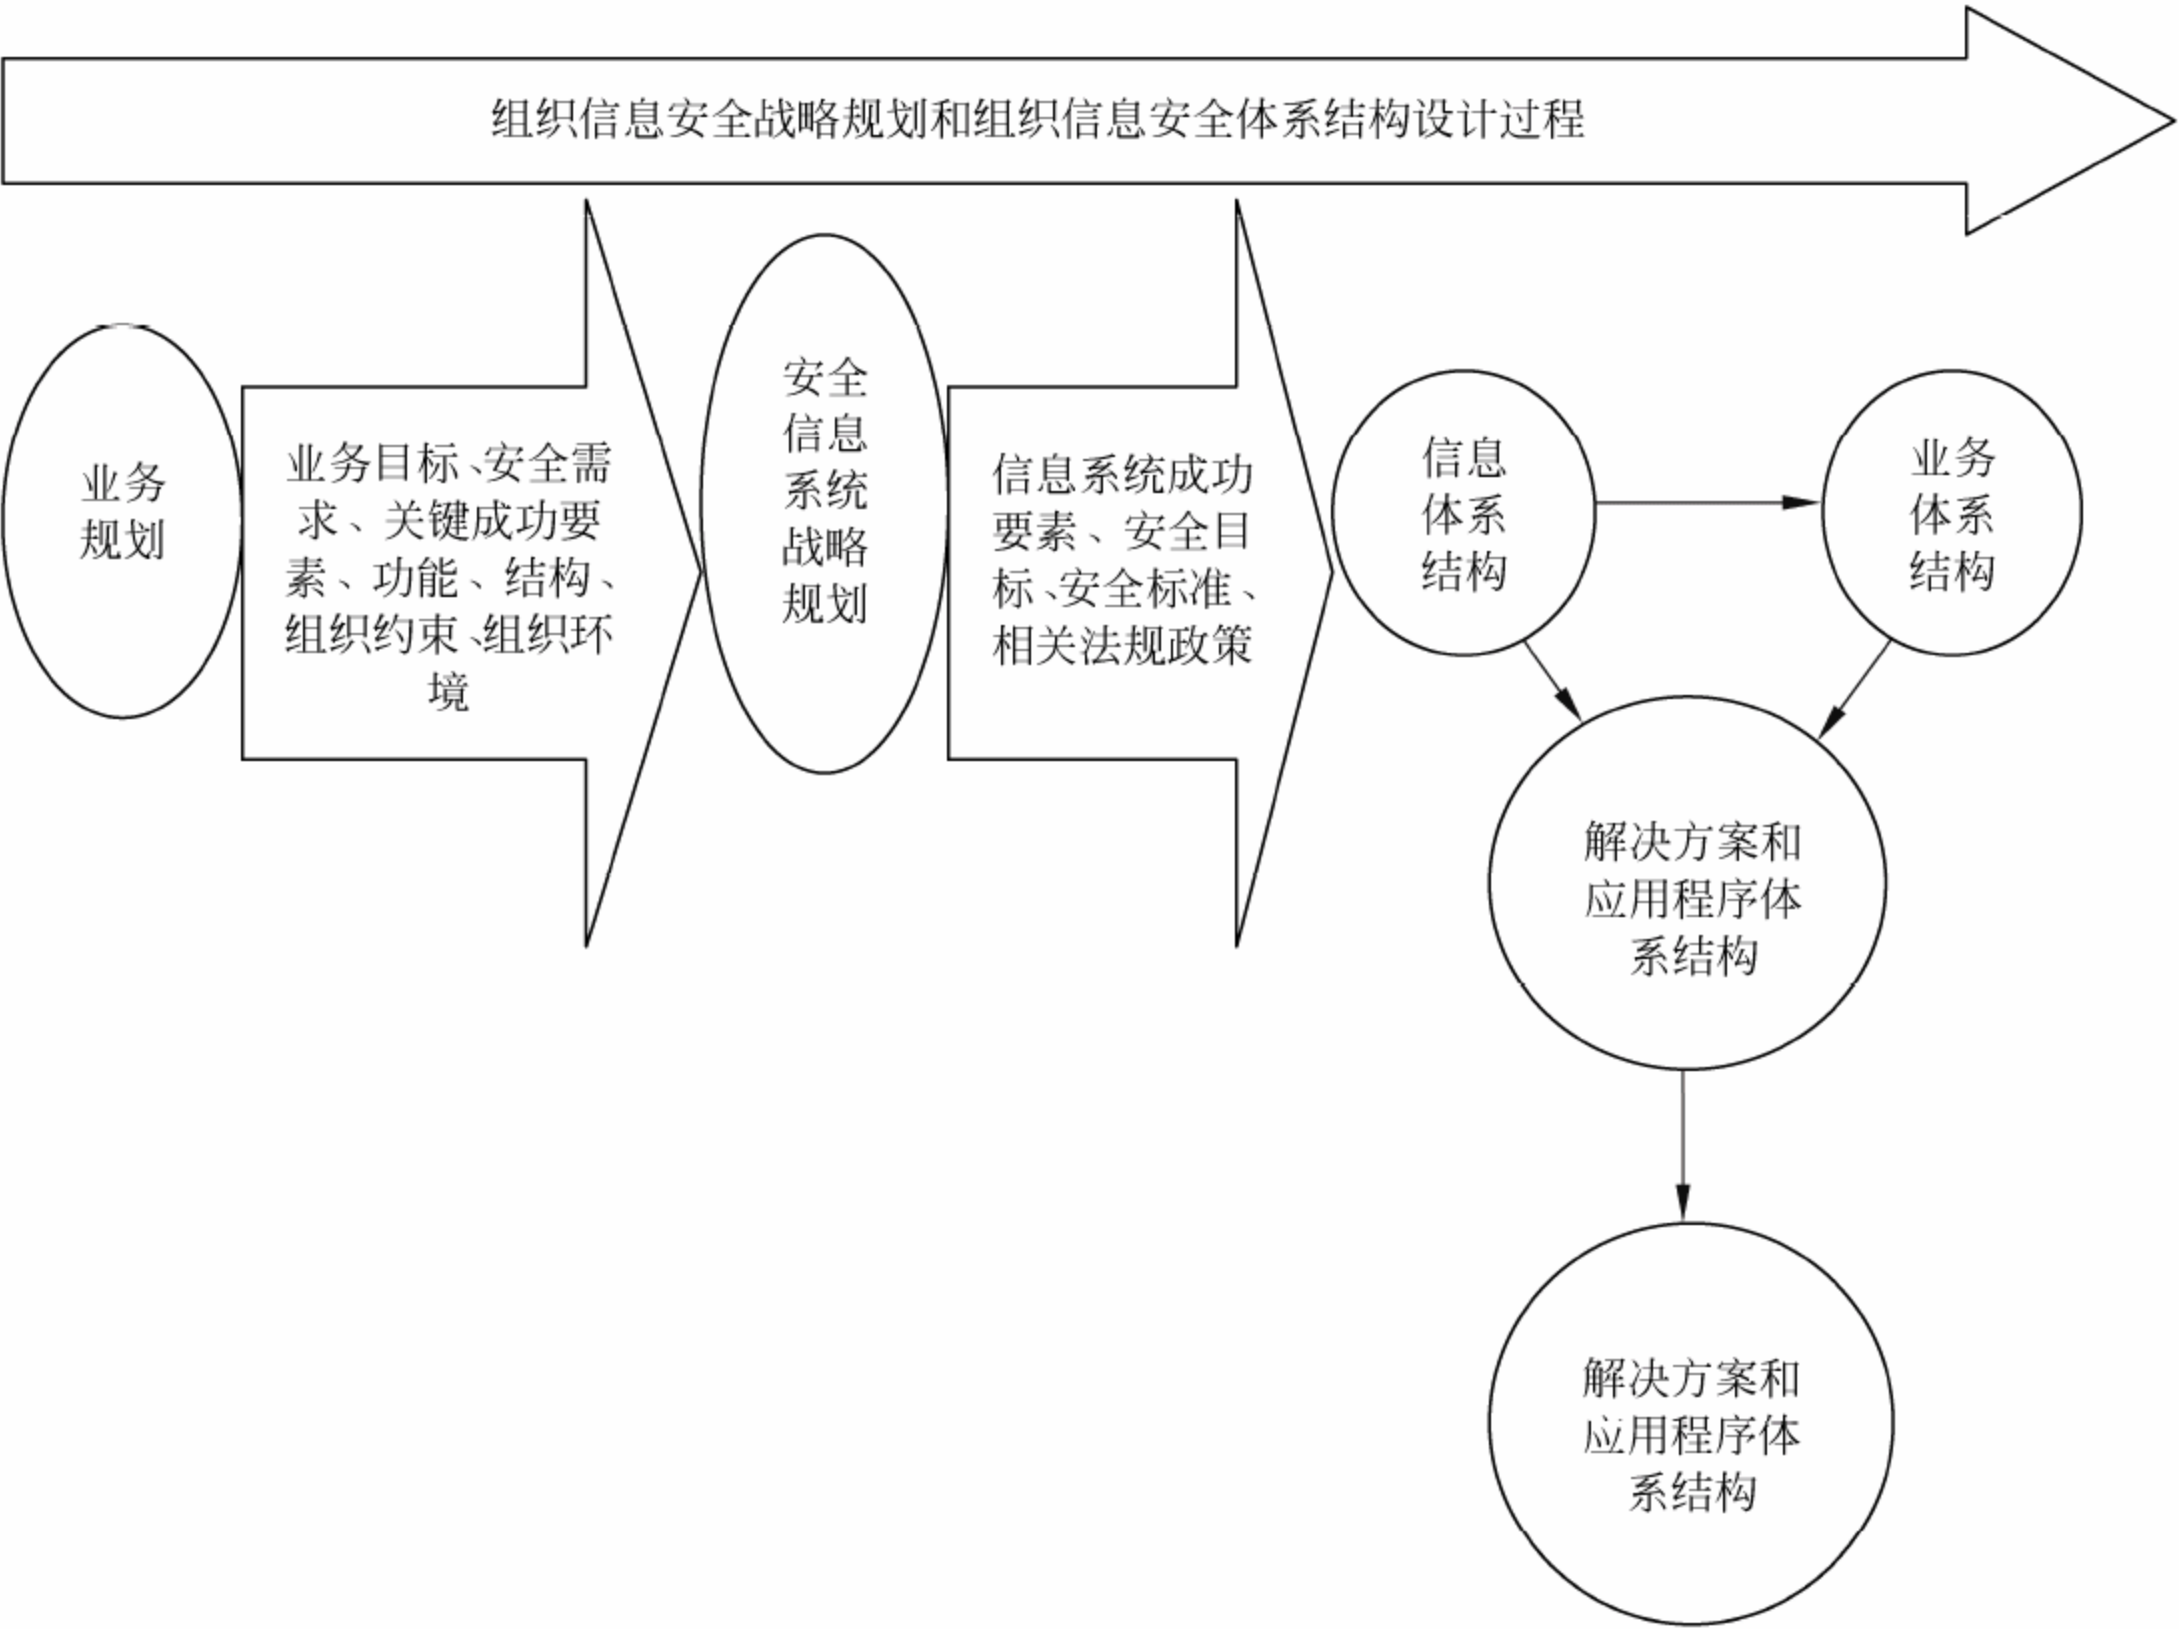 组织信息安全战略规划和组织信息安全体系结构设计过程
业务
规划
业务目标、安全需
求、关键成功要
素、功能、结构、
组织约束、组织环
境
安全
信息
系统
战略
规划
信息系统成功
要素、安全目
标、安全标准、
相关法规政策
信息
体系
结构
业务
体系
结构
解决方案和
应用程序体
系结构
解决方案和
应用程序体
系结构